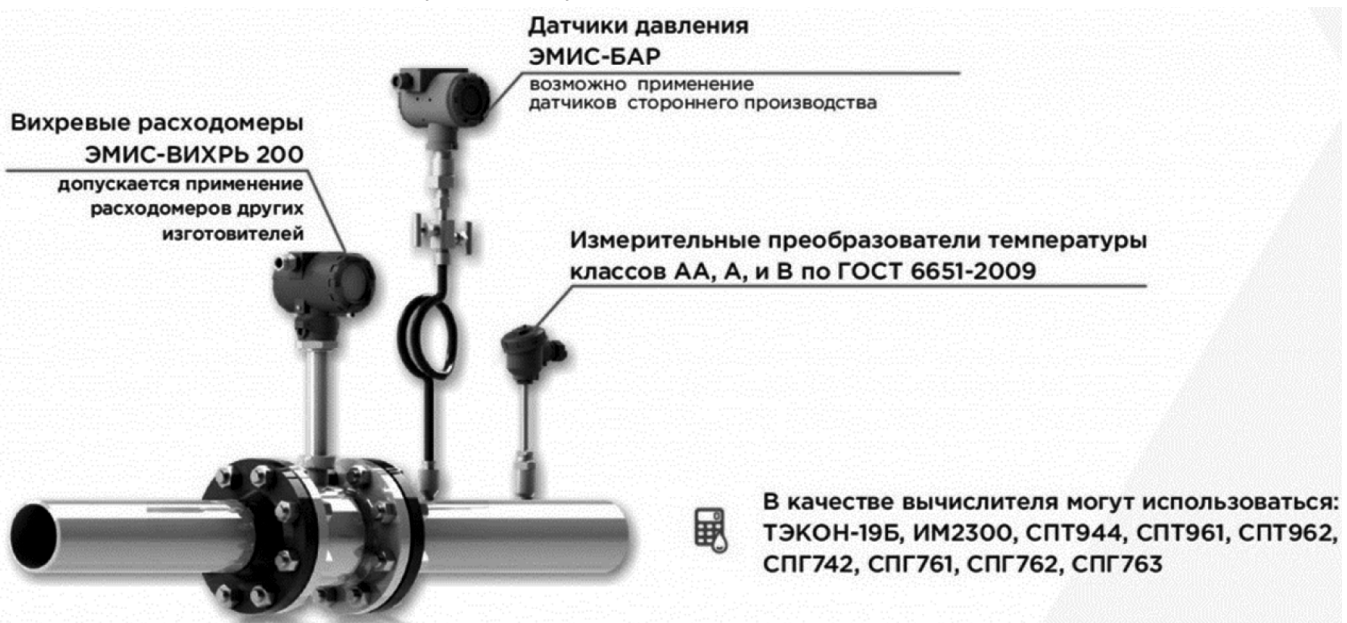 Датчики давления
ЭМИС-БАР
возможно применение
датчиков стороннего производства
Вихревые расходомеры
ЭМИС-ВИХРЬ 200
допускается применение
расходомеров других
изготовителей
Измерительные преобразователи температуры
классов АА, А, и В по ГОСТ 6651-2009
В качестве вычислителя могут использоваться:
ТЭКОН-19Б, ИМ2300, СПТ944, СПТ961, СПТ962,
СПГ742, СПГ761, СПГ762, СПГ763